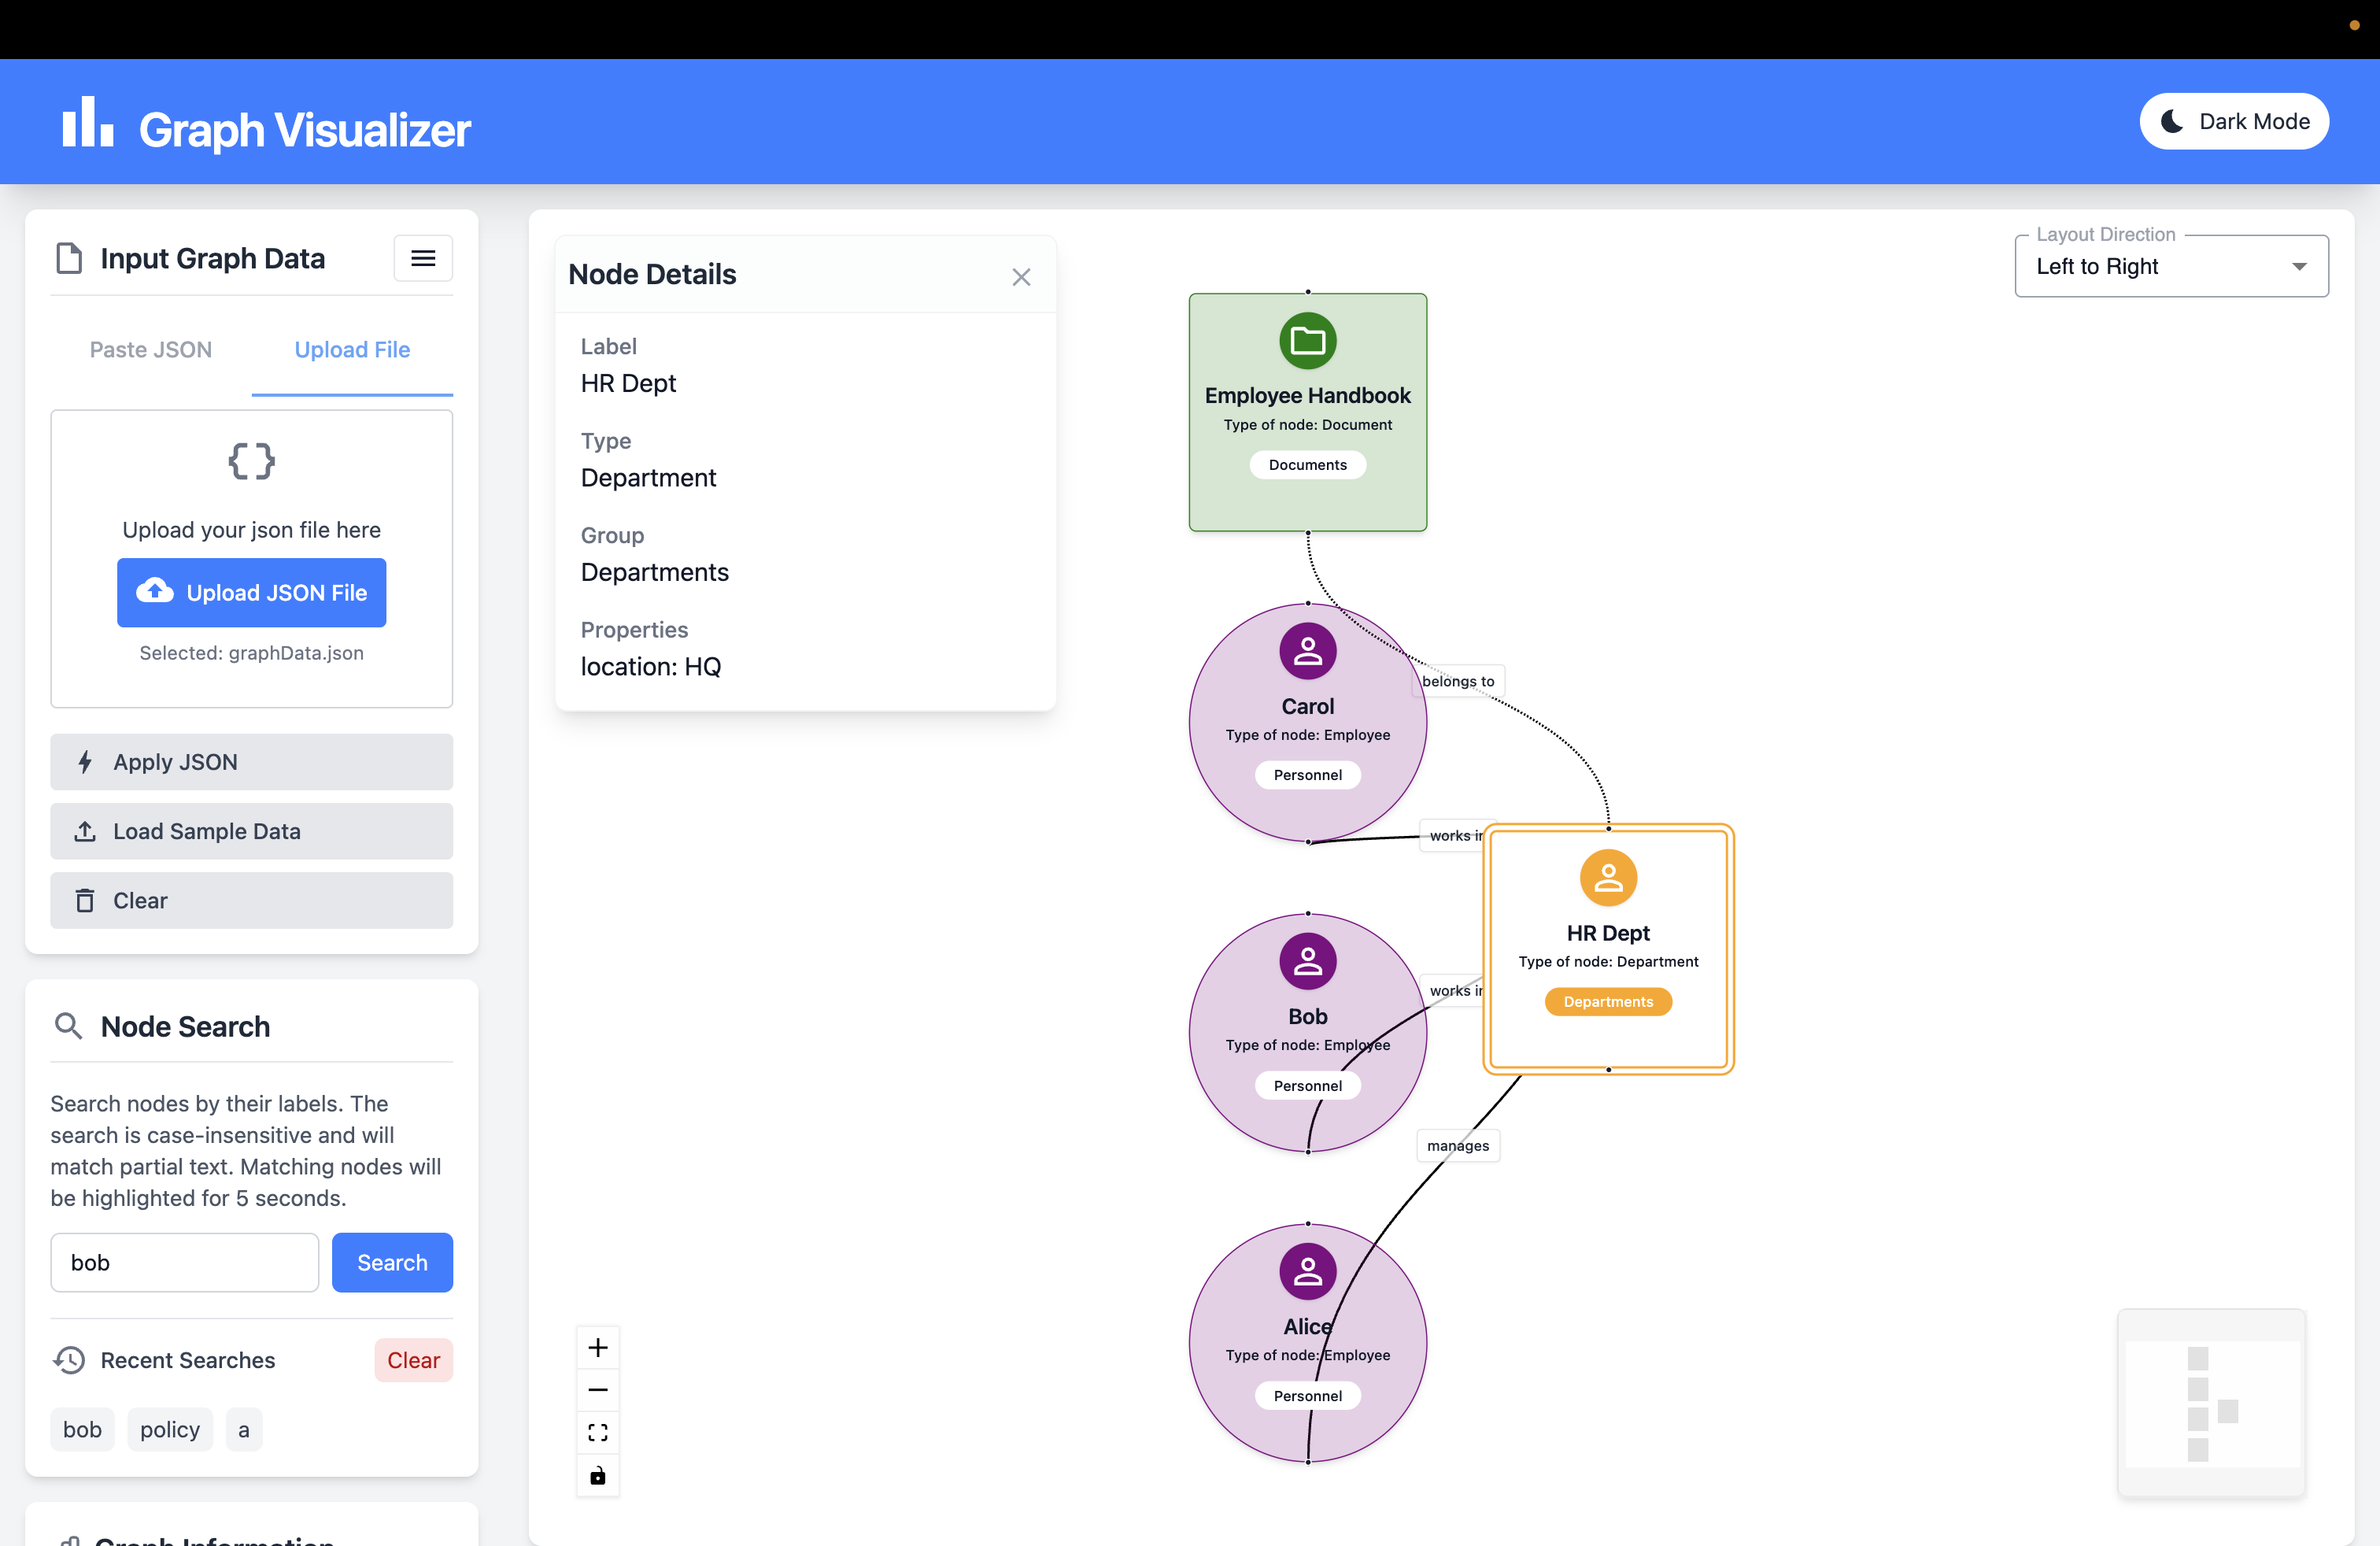 Graph Visualizer
Dark Mode
Input Graph Data
Paste JSON
Upload File
Upload your json file here
Upload JSON File
Selected: graphData.json
Apply JSON
Load Sample Data
Clear
Node Search
Search nodes by their labels. The
search is case-insensitive and will
match partial text. Matching nodes will
be highlighted for 5 seconds.
bob
Search
Recent Searches
Clear
bob
policy
a
Graph Information
Node Details
Label
HR Dept
Type
Department
Group
Departments
Properties
location: HQ
Layout Direction
Left to Right
Employee Handbook
Type of node: Document
Documents
Carol
Type of node: Employee
Personnel
belongs to
works in
HR Dept
Type of node: Department
Departments
Bob
Type of node: Employee
Personnel
works in
manages
Alice
Type of node: Employee
Personnel